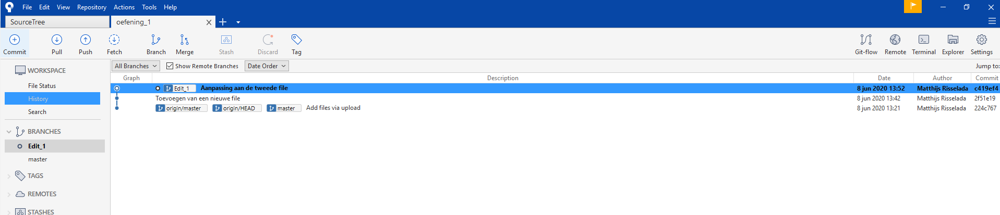 File Edit View Repository Actions Tools Help
SourceTree oefening_1
Commit Pull Push Fetch Branch Merge Stash Discard Tag Git-flow Remote Terminal Explorer Settings
All Branches Show Remote Branches Date Order Jump to:
Graph Description Date Author Commit
Edit_1 Aanpassing aan de tweede file 8 jun 2020 13:52 Matthijs Risselada c419ef4
Toevoegen van een nieuwe file 8 jun 2020 13:42 Matthijs Risselada 2f51e19
origin/master origin/HEAD master Add files via upload 8 jun 2020 13:21 Matthijs Risselada 224c767
WORKSPACE
File Status
History
Search
BRANCHES
Edit_1
master
TAGS
REMOTES
STASHES